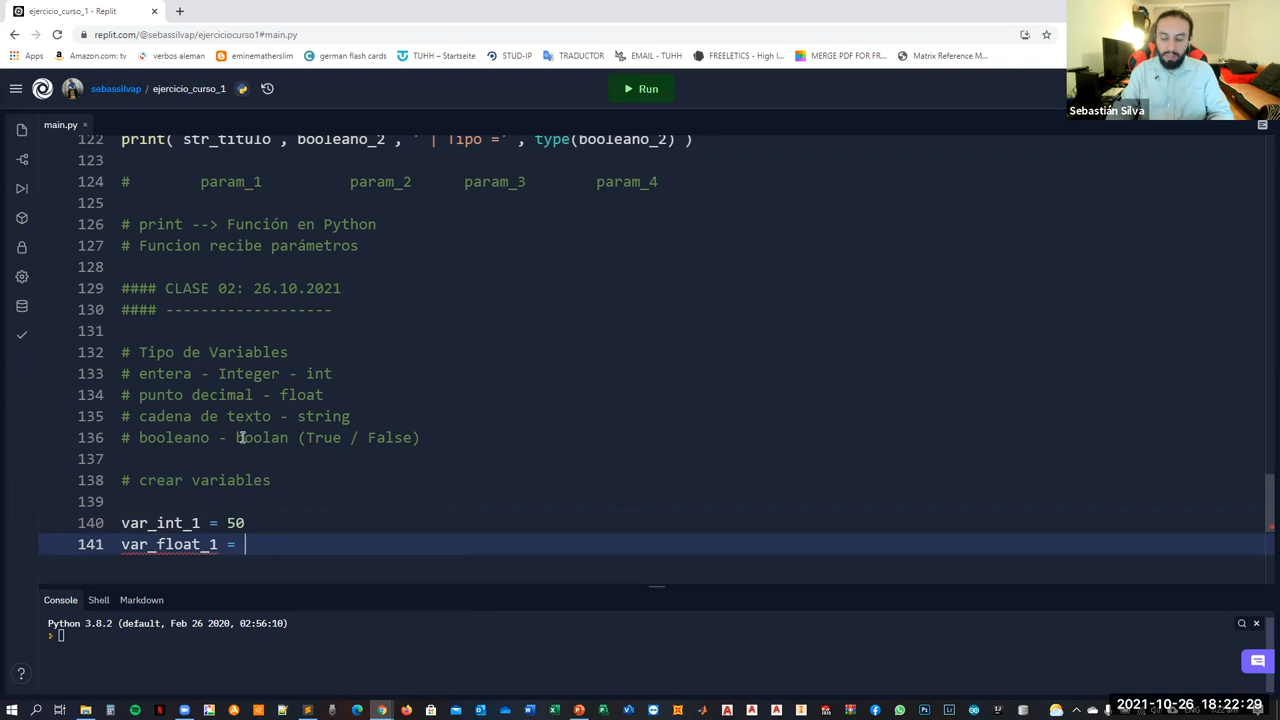 ejercicio_curso_1 - Replit
replit.com/@sebassilvap/ejerciciocurso1#main.py
Apps
Amazon.com: tv
verbos aleman
eminematherslim
german flash cards
TUHH – Startseite
STUD-IP
TRADUCTOR
EMAIL - TUHH
FREELETICS - High I...
MERGE PDF FOR FR...
Matrix Reference M...
sebassilvap / ejercicio_curso_1
Run
Sebastián Silva
main.py
122 print( str_titulo , booleano_2 , ' | Tipo =' , type(booleano_2) )
123
124 # param_1 param_2 param_3 param_4
125
126 # print --> Función en Python
127 # Funcion recibe parámetros
128
129 #### CLASE 02: 26.10.2021
130 #### -------------------
131
132 # Tipo de Variables
133 # entera - Integer - int
134 # punto decimal - float
135 # cadena de texto - string
136 # booleano - boolan (True / False)
137
138 # crear variables
139
140 var_int_1 = 50
141 var_float_1 =
Console Shell Markdown
Python 3.8.2 (default, Feb 26 2020, 02:56:10)
2021-10-26 18:22:29